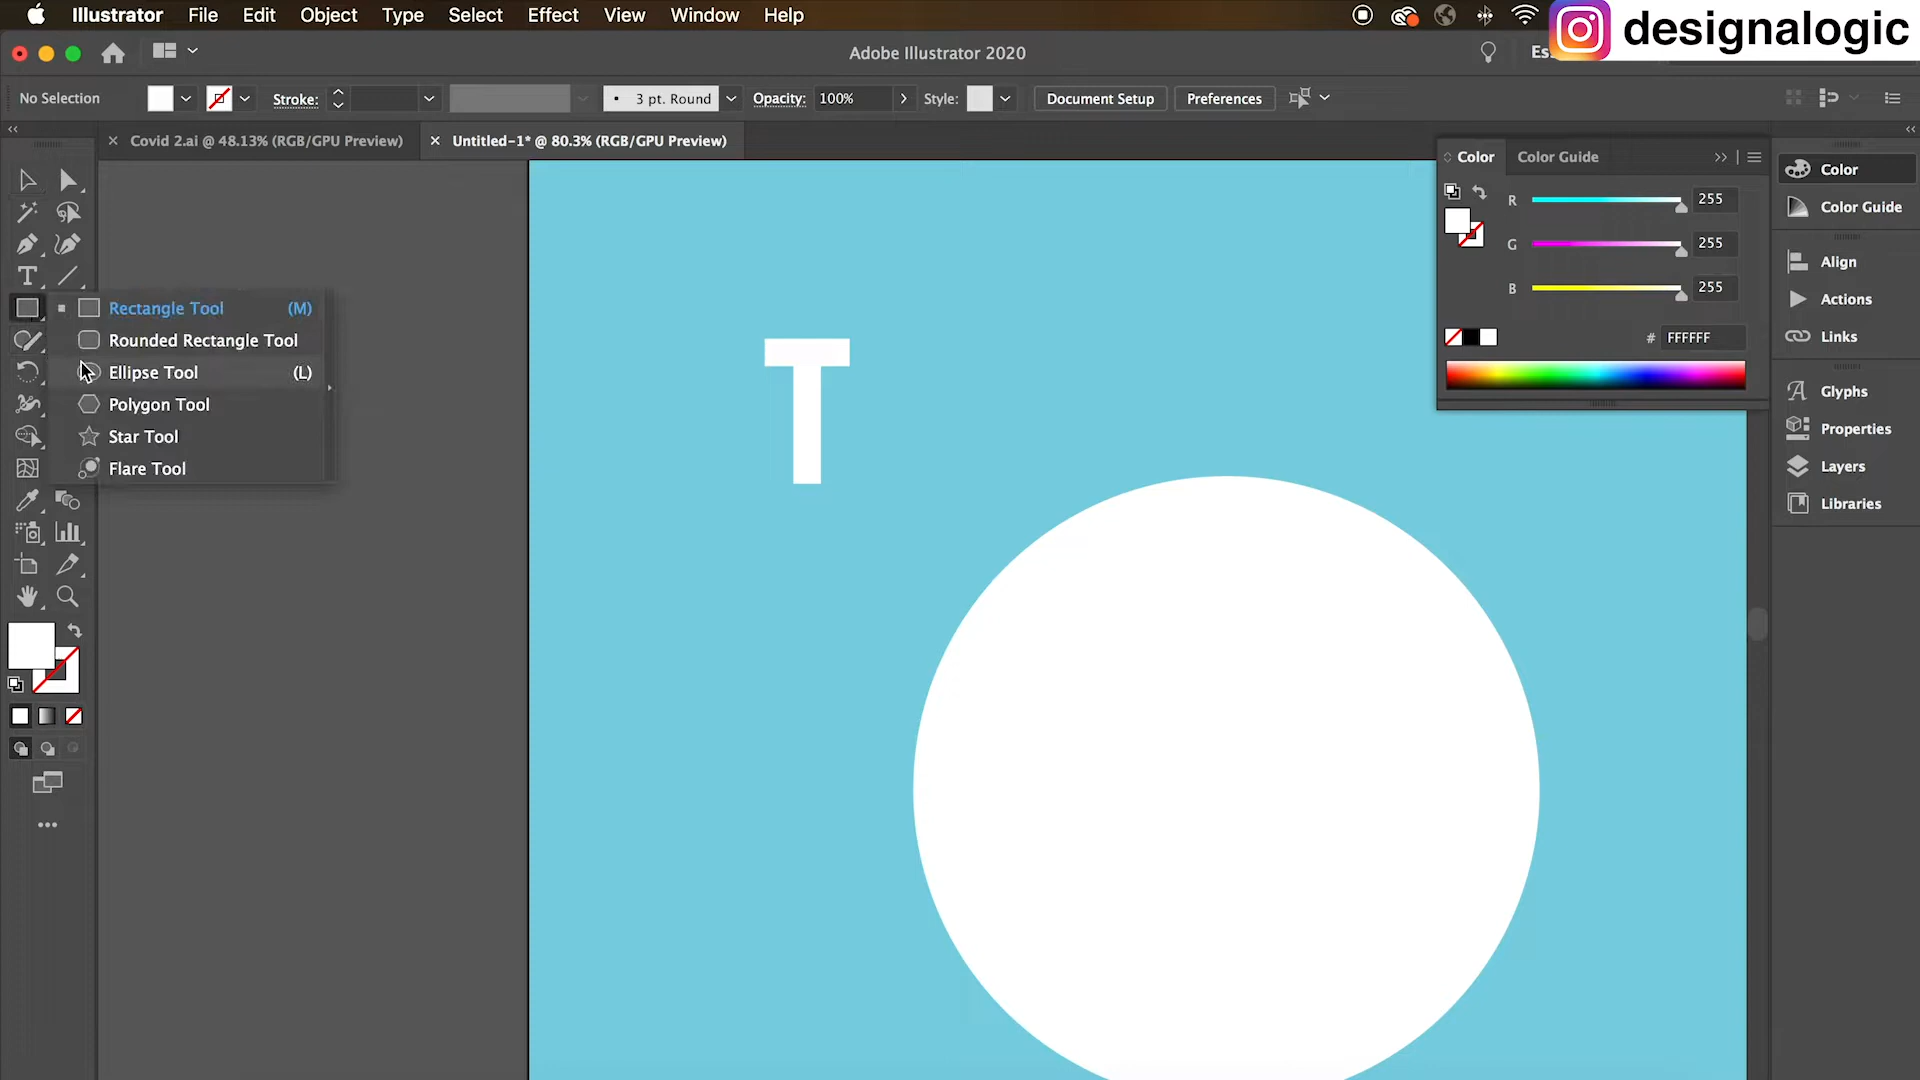 Illustrator File Edit Object Type Select Effect View Window Help
designalogic
Adobe Illustrator 2020
No Selection Stroke: 3 pt. Round Opacity: 100% Style: Document Setup Preferences
Covid 2.ai @ 48.13% (RGB/GPU Preview) Untitled-1* @ 80.3% (RGB/GPU Preview)
Color Color Guide
R 255
G 255
B 255
# FFFFFF
Color
Color Guide
Align
Actions
Links
Glyphs
Properties
Layers
Libraries
Rectangle Tool (M)
Rounded Rectangle Tool
Ellipse Tool (L)
Polygon Tool
Star Tool
Flare Tool
T